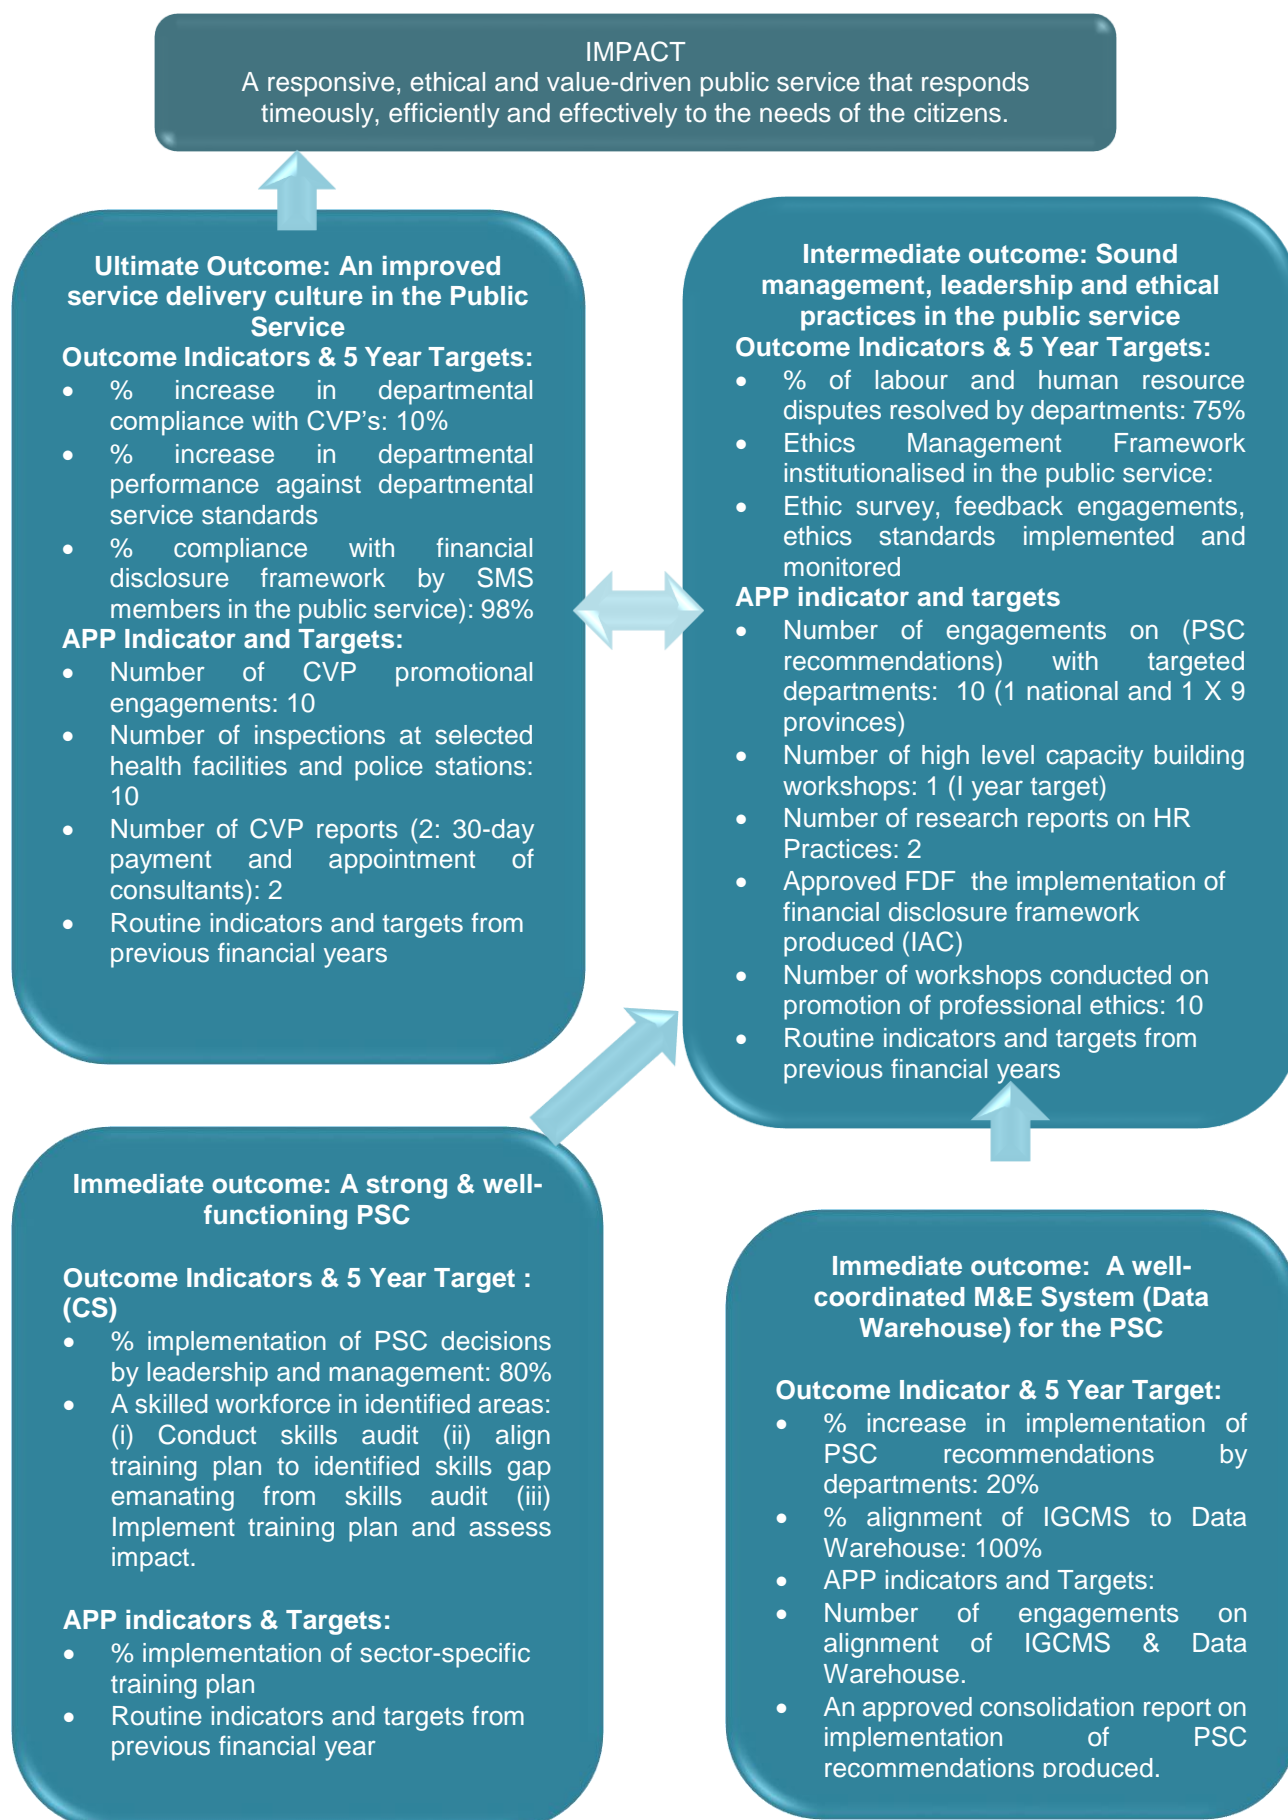 IMPACT
A responsive, ethical and value-driven public service that responds
timeously, efficiently and effectively to the needs of the citizens.
Ultimate Outcome: An improved
service delivery culture in the Public
Service
Outcome Indicators & 5 Year Targets:
• % increase in departmental
compliance with CVP's: 10%
• % increase in departmental
performance against departmental
service standards
• % compliance with financial
disclosure framework by SMS
members in the public service): 98%
APP Indicator and Targets:
• Number of CVP promotional
engagements: 10
• Number of inspections at selected
health facilities and police stations:
10
• Number of CVP reports (2: 30-day
payment and appointment of
consultants): 2
• Routine indicators and targets from
previous financial years
Intermediate outcome: Sound
management, leadership and ethical
practices in the public service
Outcome Indicators & 5 Year Targets:
• % of labour and human resource
disputes resolved by departments: 75%
• Ethics Management Framework
institutionalised in the public service:
• Ethic survey, feedback engagements,
ethics standards implemented and
monitored
APP indicator and targets
• Number of engagements on (PSC
recommendations) with targeted
departments: 10 (1 national and 1 X 9
provinces)
• Number of high level capacity building
workshops: 1 (I year target)
• Number of research reports on HR
Practices: 2
• Approved FDF the implementation of
financial disclosure framework
produced (IAC)
• Number of workshops conducted on
promotion of professional ethics: 10
• Routine indicators and targets from
previous financial years
Immediate outcome: A strong & well-
functioning PSC
Outcome Indicators & 5 Year Target :
(CS)
• % implementation of PSC decisions
by leadership and management: 80%
• A skilled workforce in identified areas:
(i) Conduct skills audit (ii) align
training plan to identified skills gap
emanating from skills audit (iii)
Implement training plan and assess
impact.
APP indicators & Targets:
• % implementation of sector-specific
training plan
• Routine indicators and targets from
previous financial year
Immediate outcome: A well-
coordinated M&E System (Data
Warehouse) for the PSC
Outcome Indicator & 5 Year Target:
• % increase in implementation of
PSC recommendations by
departments: 20%
• % alignment of IGCMS to Data
Warehouse: 100%
• APP indicators and Targets:
• Number of engagements on
alignment of IGCMS & Data
Warehouse.
• An approved consolidation report on
implementation of PSC
recommendations produced.